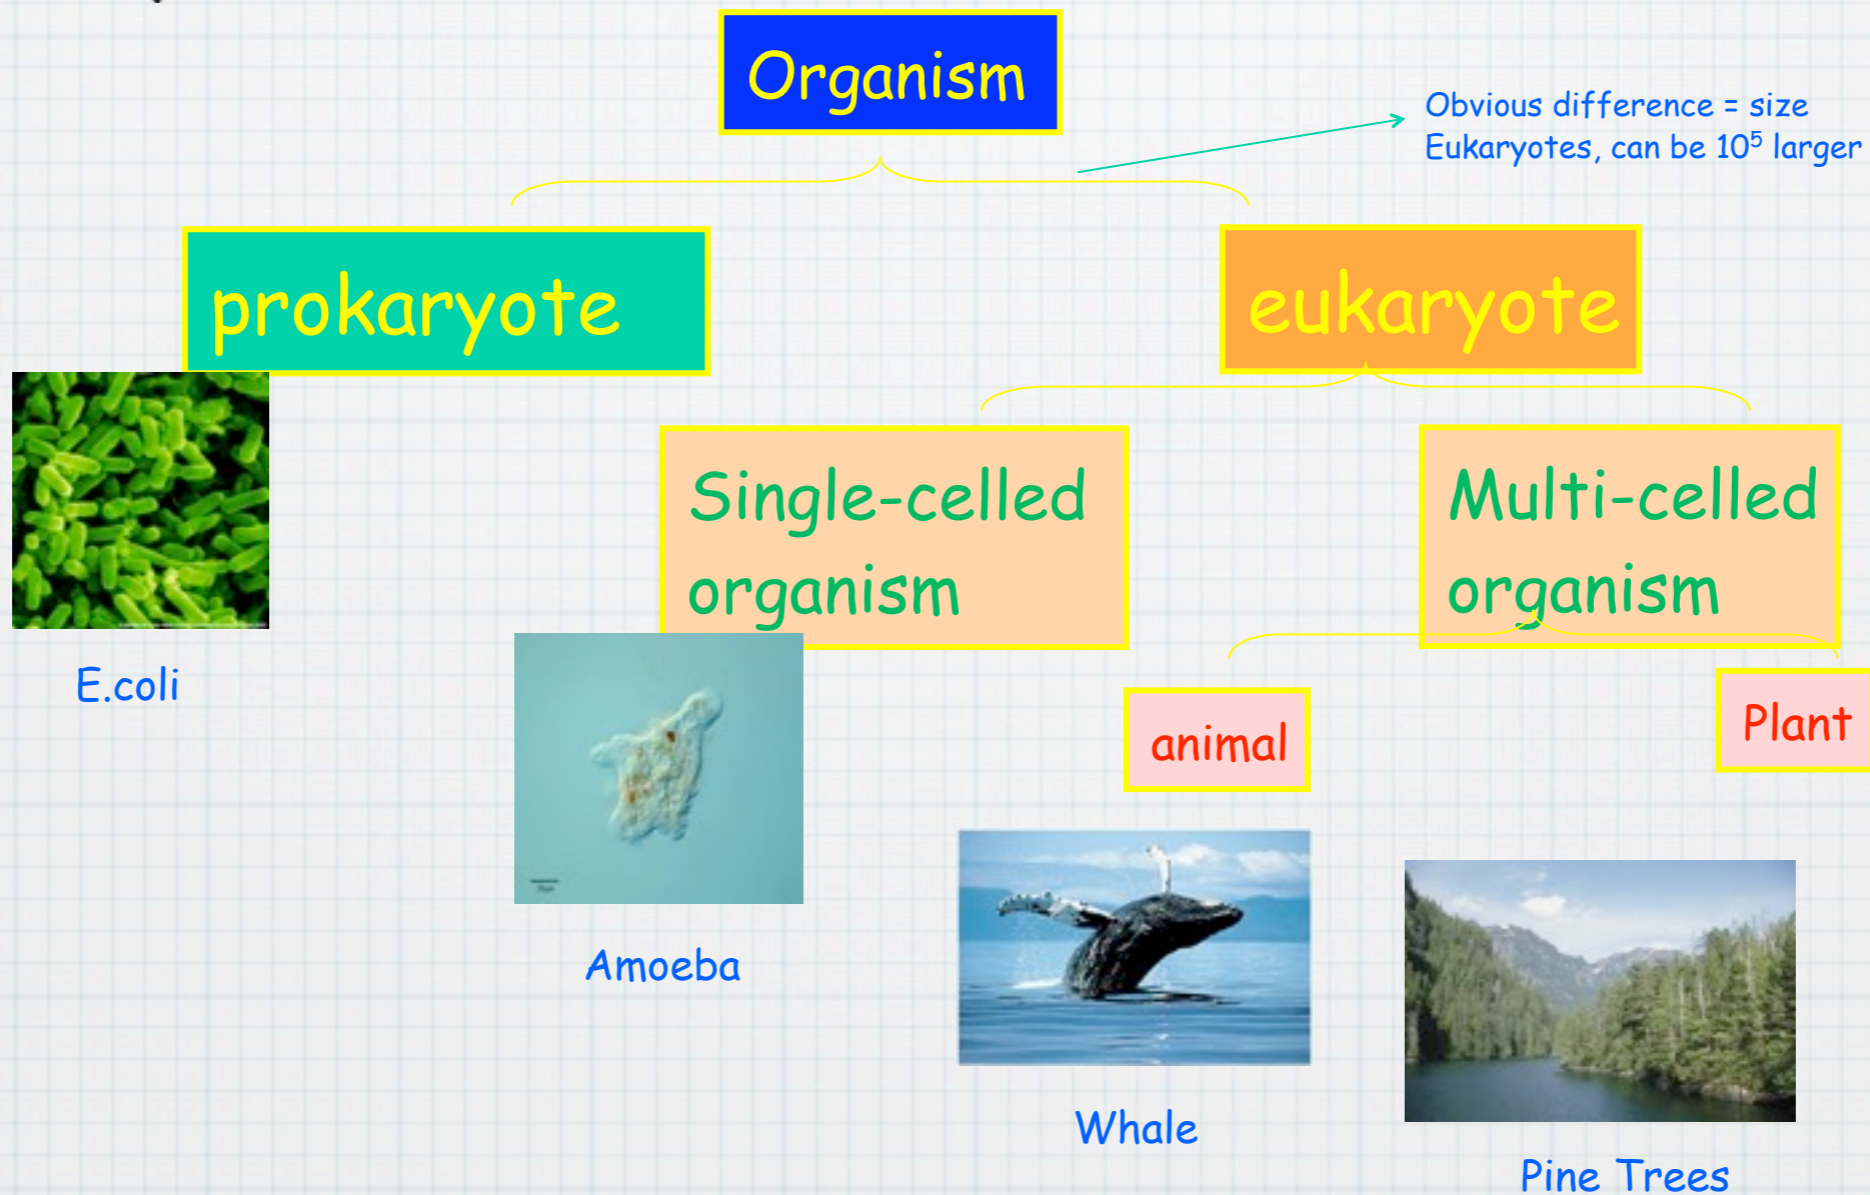 Organism
Obvious difference = size
Eukaryotes, can be 10⁵ larger
prokaryote
eukaryote
Single-celled
organism
Multi-celled
organism
E.coli
animal
Plant
Amoeba
Whale
Pine Trees